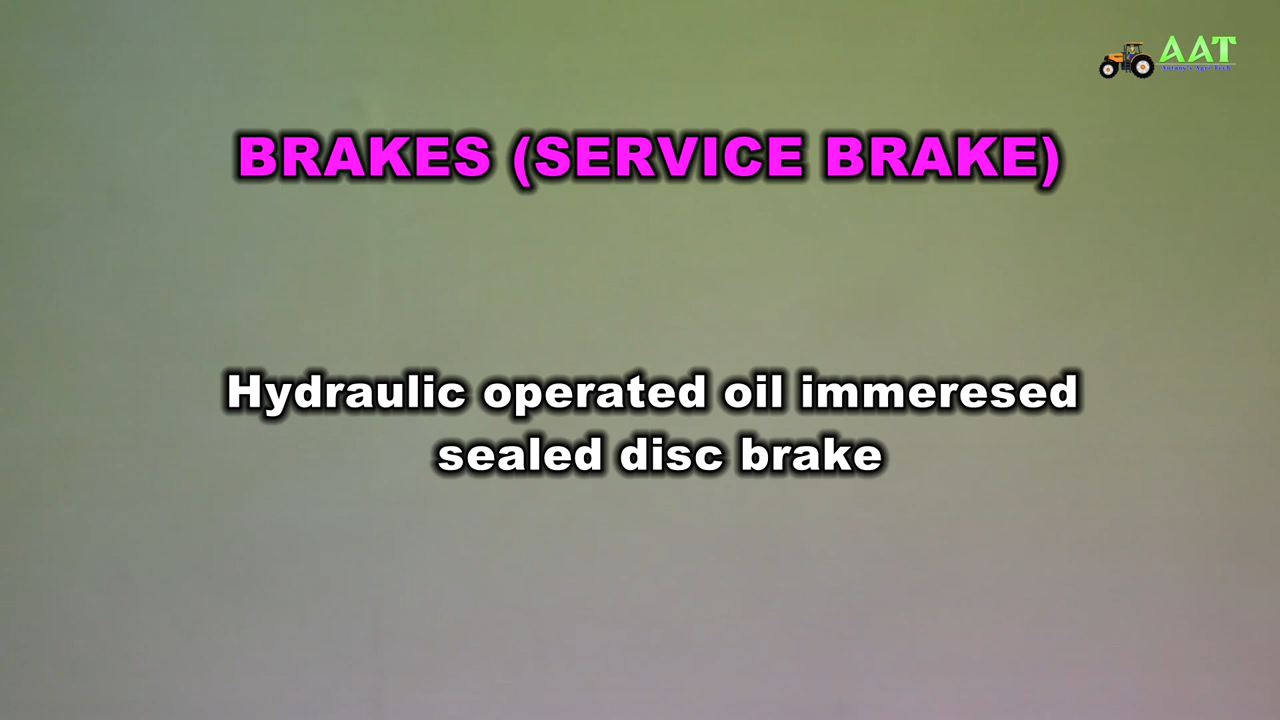 AAT
BRAKES (SERVICE BRAKE)
Hydraulic operated oil immeresed
sealed disc brake